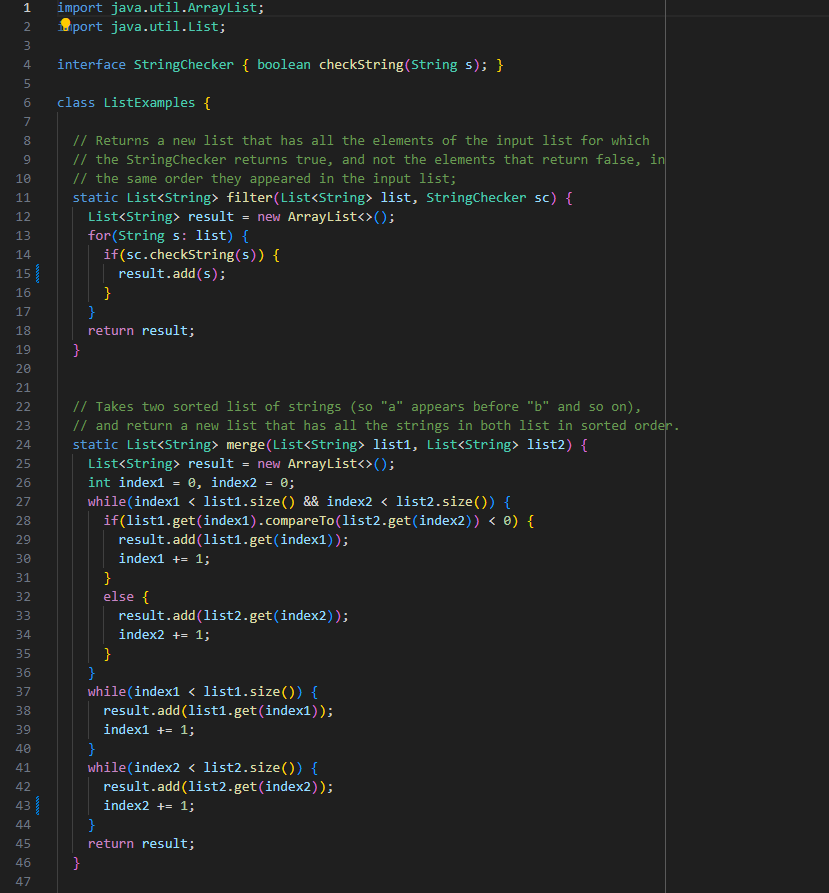 1 import java.util.ArrayList;
2 import java.util.List;
3
4 interface StringChecker { boolean checkString(String s); }
5
6 class ListExamples {
7
8   // Returns a new list that has all the elements of the input list for which
9   // the StringChecker returns true, and not the elements that return false, in
10   // the same order they appeared in the input list;
11   static List<String> filter(List<String> list, StringChecker sc) {
12     List<String> result = new ArrayList<>();
13     for(String s: list) {
14       if(sc.checkString(s)) {
15         result.add(s);
16       }
17     }
18     return result;
19   }
20
21
22   // Takes two sorted list of strings (so "a" appears before "b" and so on),
23   // and return a new list that has all the strings in both list in sorted order.
24   static List<String> merge(List<String> list1, List<String> list2) {
25     List<String> result = new ArrayList<>();
26     int index1 = 0, index2 = 0;
27     while(index1 < list1.size() && index2 < list2.size()) {
28       if(list1.get(index1).compareTo(list2.get(index2)) < 0) {
29         result.add(list1.get(index1));
30         index1 += 1;
31       }
32       else {
33         result.add(list2.get(index2));
34         index2 += 1;
35       }
36     }
37     while(index1 < list1.size()) {
38       result.add(list1.get(index1));
39       index1 += 1;
40     }
41     while(index2 < list2.size()) {
42       result.add(list2.get(index2));
43       index2 += 1;
44     }
45     return result;
46   }
47